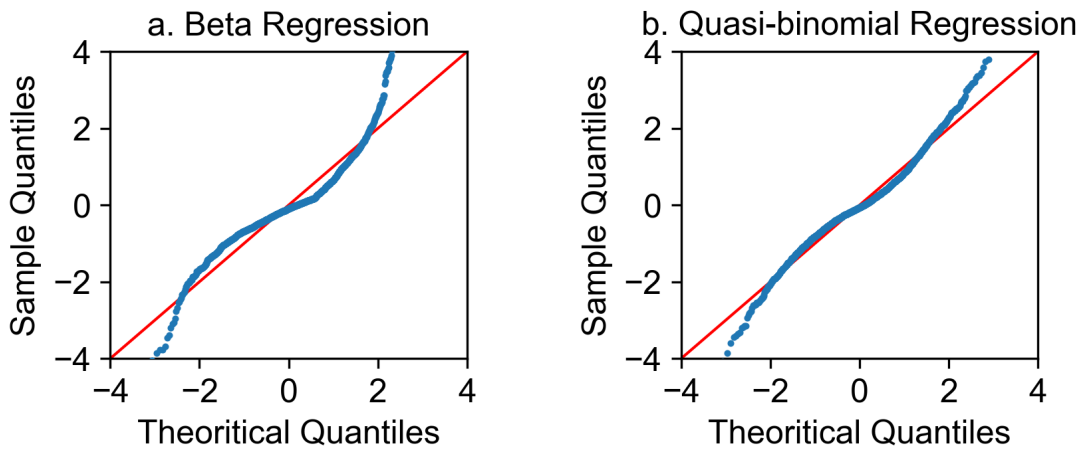 a. Beta Regression
4
2
0
−2
−4
−4 −2 0 2 4
Sample Quantiles
Theoritical Quantiles
b. Quasi-binomial Regression
4
2
0
−2
−4
−4 −2 0 2 4
Sample Quantiles
Theoritical Quantiles